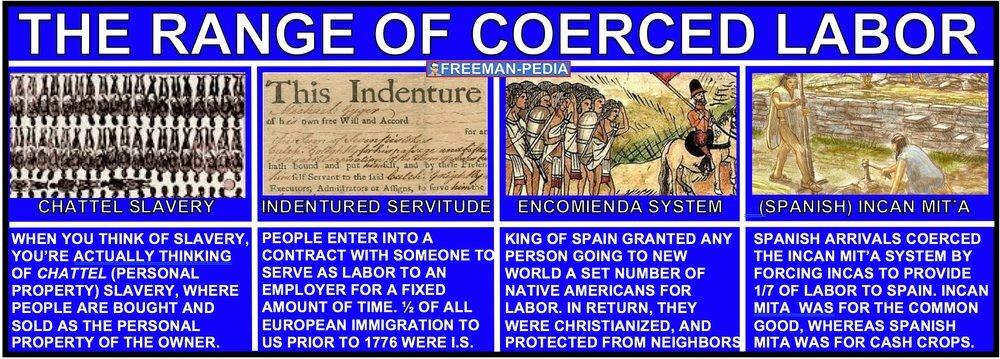 THE RANGE OF COERCED LABOR
FREEMAN-PEDIA
This Indenture
of h own free Will and Accord
for
bath bound and put self, and by these
self Servant to the said
Executors, Administrators or Assigns, to serve
CHATTEL SLAVERY
INDENTURED SERVITUDE
ENCOMIENDA SYSTEM
(SPANISH) INCAN MIT'A
WHEN YOU THINK OF SLAVERY,
YOU'RE ACTUALLY THINKING
OF CHATTEL (PERSONAL
PROPERTY) SLAVERY, WHERE
PEOPLE ARE BOUGHT AND
SOLD AS THE PERSONAL
PROPERTY OF THE OWNER.
PEOPLE ENTER INTO A
CONTRACT WITH SOMEONE TO
SERVE AS LABOR TO AN
EMPLOYER FOR A FIXED
AMOUNT OF TIME. ½ OF ALL
EUROPEAN IMMIGRATION TO
US PRIOR TO 1776 WERE I.S.
KING OF SPAIN GRANTED ANY
PERSON GOING TO NEW
WORLD A SET NUMBER OF
NATIVE AMERICANS FOR
LABOR. IN RETURN, THEY
WERE CHRISTIANIZED, AND
PROTECTED FROM NEIGHBORS
SPANISH ARRIVALS COERCED
THE INCAN MIT'A SYSTEM BY
FORCING INCAS TO PROVIDE
1/7 OF LABOR TO SPAIN. INCAN
MITA WAS FOR THE COMMON
GOOD, WHEREAS SPANISH
MITA WAS FOR CASH CROPS.